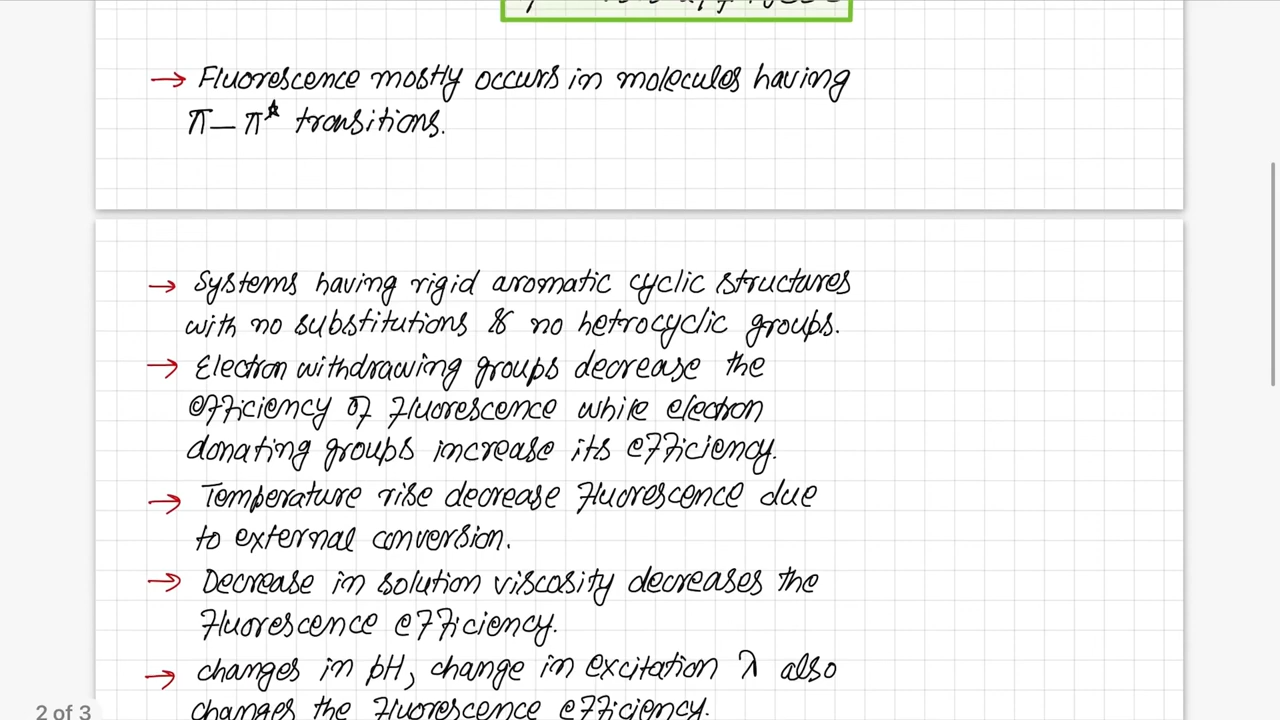 → Fluorescence mostly occurs in molecules having
π – π* transitions.
→ Systems having rigid aromatic cyclic structures
with no substitutions & no hetrocyclic groups.
→ Electron withdrawing groups decrease the
efficiency of fluorescence while electron
donating groups increase its efficiency.
→ Temperature rise decrease fluorescence due
to external conversion.
→ Decrease in solution viscosity decreases the
fluorescence efficiency.
→ changes in pH, change in excitation λ also
changes the fluorescence efficiency.
2 of 3